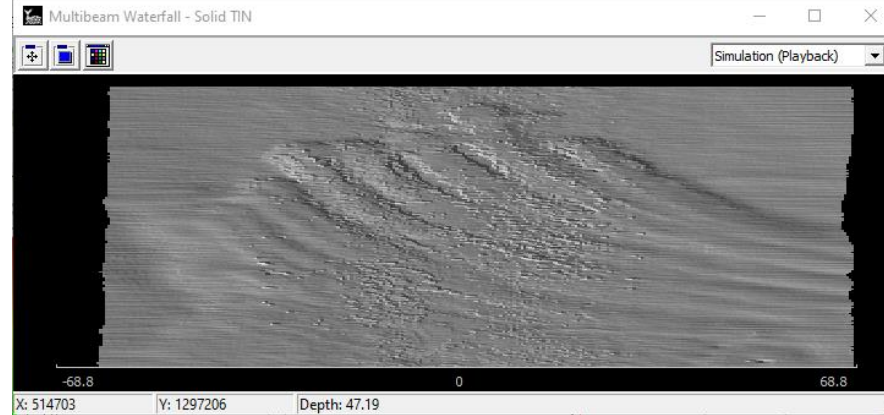 Multibeam Waterfall - Solid TIN
Simulation (Playback)
-68.8 0 68.8
X: 514703 Y: 1297206 Depth: 47.19